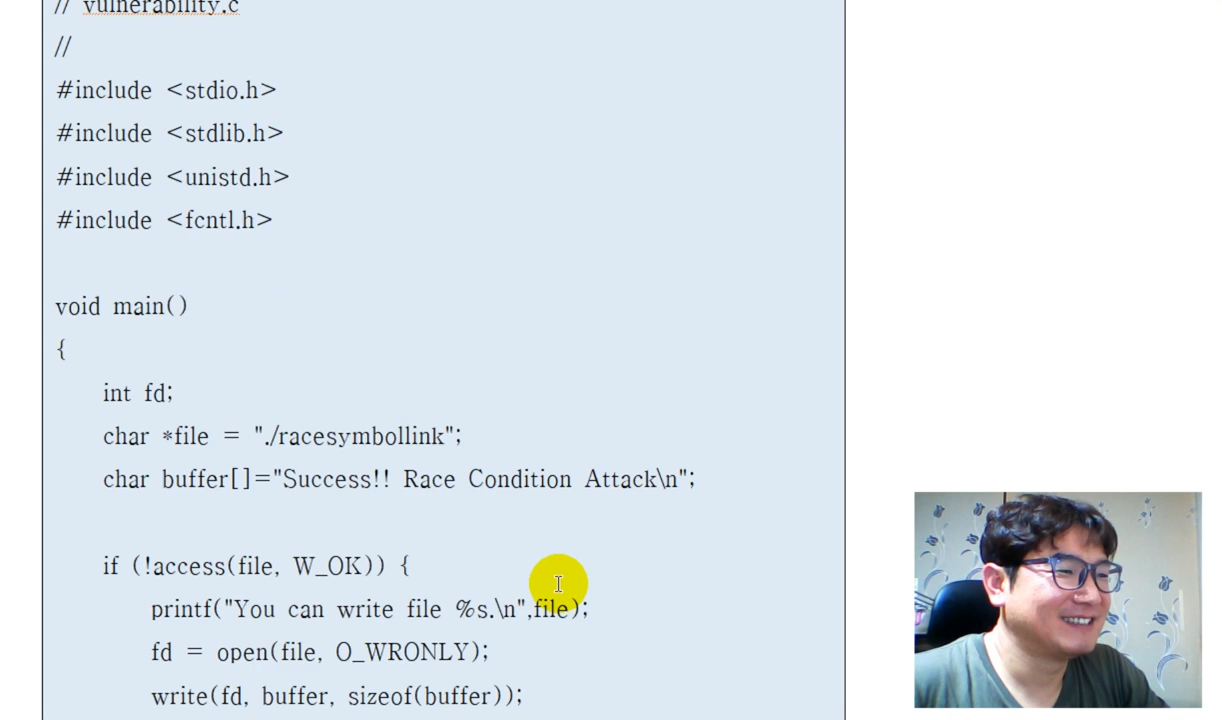 // vulnerability.c
//
#include <stdio.h>
#include <stdlib.h>
#include <unistd.h>
#include <fcntl.h>
void main()
{
int fd;
char *file = "./racesymbollink";
char buffer[]="Success!! Race Condition Attack\n";
if (!access(file, W_OK)) {
printf("You can write file %s.\n",file);
fd = open(file, O_WRONLY);
write(fd, buffer, sizeof(buffer));